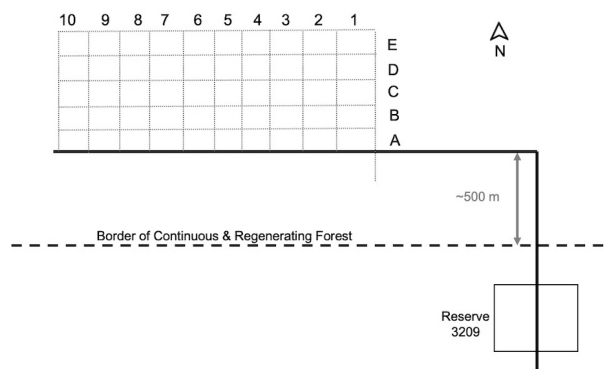 10 9 8 7 6 5 4 3 2 1
E
D
C
B
A
N
~500 m
Border of Continuous & Regenerating Forest
Reserve
3209